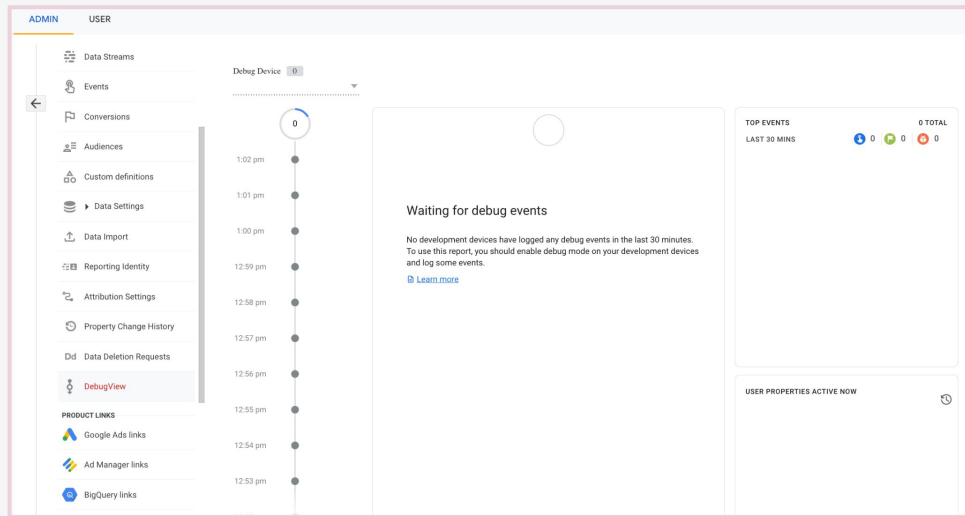 ADMIN
USER
Data Streams
Events
Conversions
Audiences
Custom definitions
Data Settings
Data Import
Reporting Identity
Attribution Settings
Property Change History
Dd Data Deletion Requests
DebugView
PRODUCT LINKS
Google Ads links
Ad Manager links
BigQuery links
Debug Device 0
0
1:02 pm
1:01 pm
1:00 pm
12:59 pm
12:58 pm
12:57 pm
12:56 pm
12:55 pm
12:54 pm
12:53 pm
Waiting for debug events
No development devices have logged any debug events in the last 30 minutes.
To use this report, you should enable debug mode on your development devices
and log some events.
Learn more
TOP EVENTS 0 TOTAL
LAST 30 MINS 0 0 0
USER PROPERTIES ACTIVE NOW